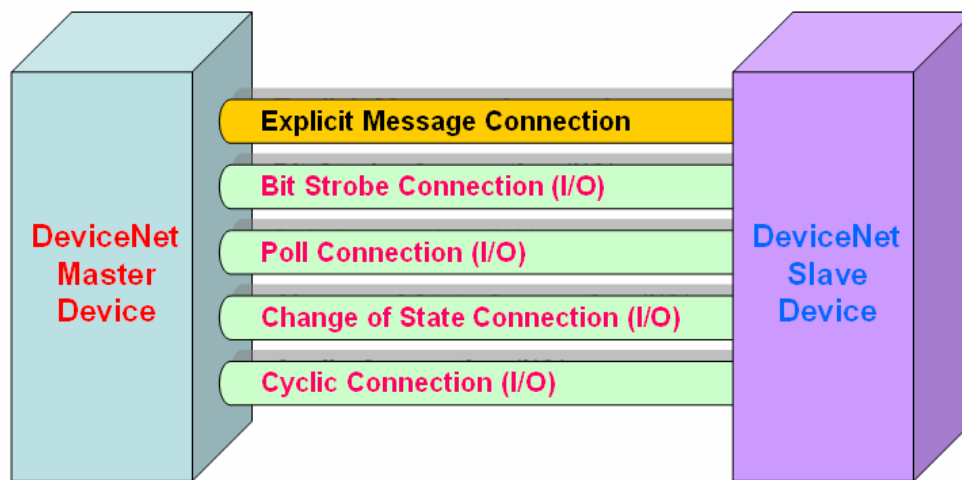 DeviceNet
Master
Device
Explicit Message Connection
Bit Strobe Connection (I/O)
Poll Connection (I/O)
Change of State Connection (I/O)
Cyclic Connection (I/O)
DeviceNet
Slave
Device